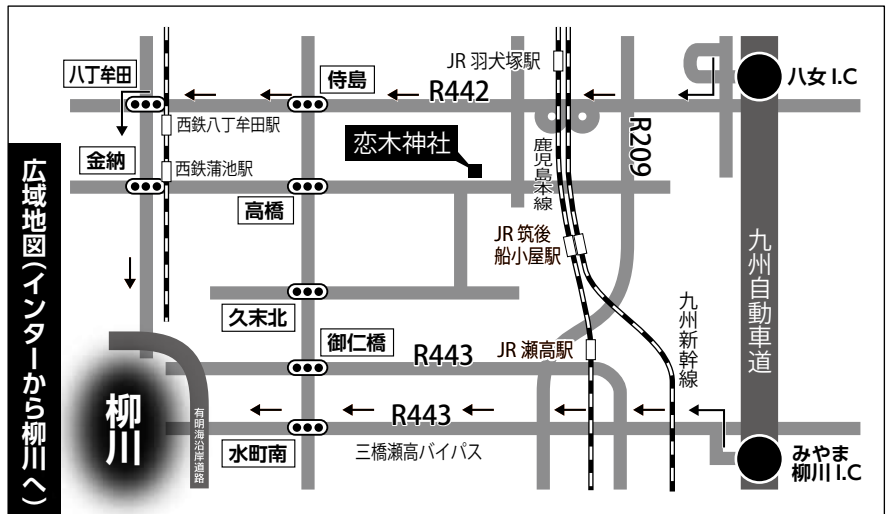 広域地図(インターから柳川へ)
八丁牟田
侍島
JR 羽犬塚駅
八女 I.C
R442
西鉄八丁牟田駅
恋木神社
鹿児島本線
R209
金納
西鉄蒲池駅
高橋
JR 筑後
船小屋駅
九州自動車道
久末北
九州新幹線
御仁橋
R443
JR 瀬高駅
柳川
有明海沿岸道路
R443
水町南
三橋瀬高バイパス
みやま
柳川 I.C